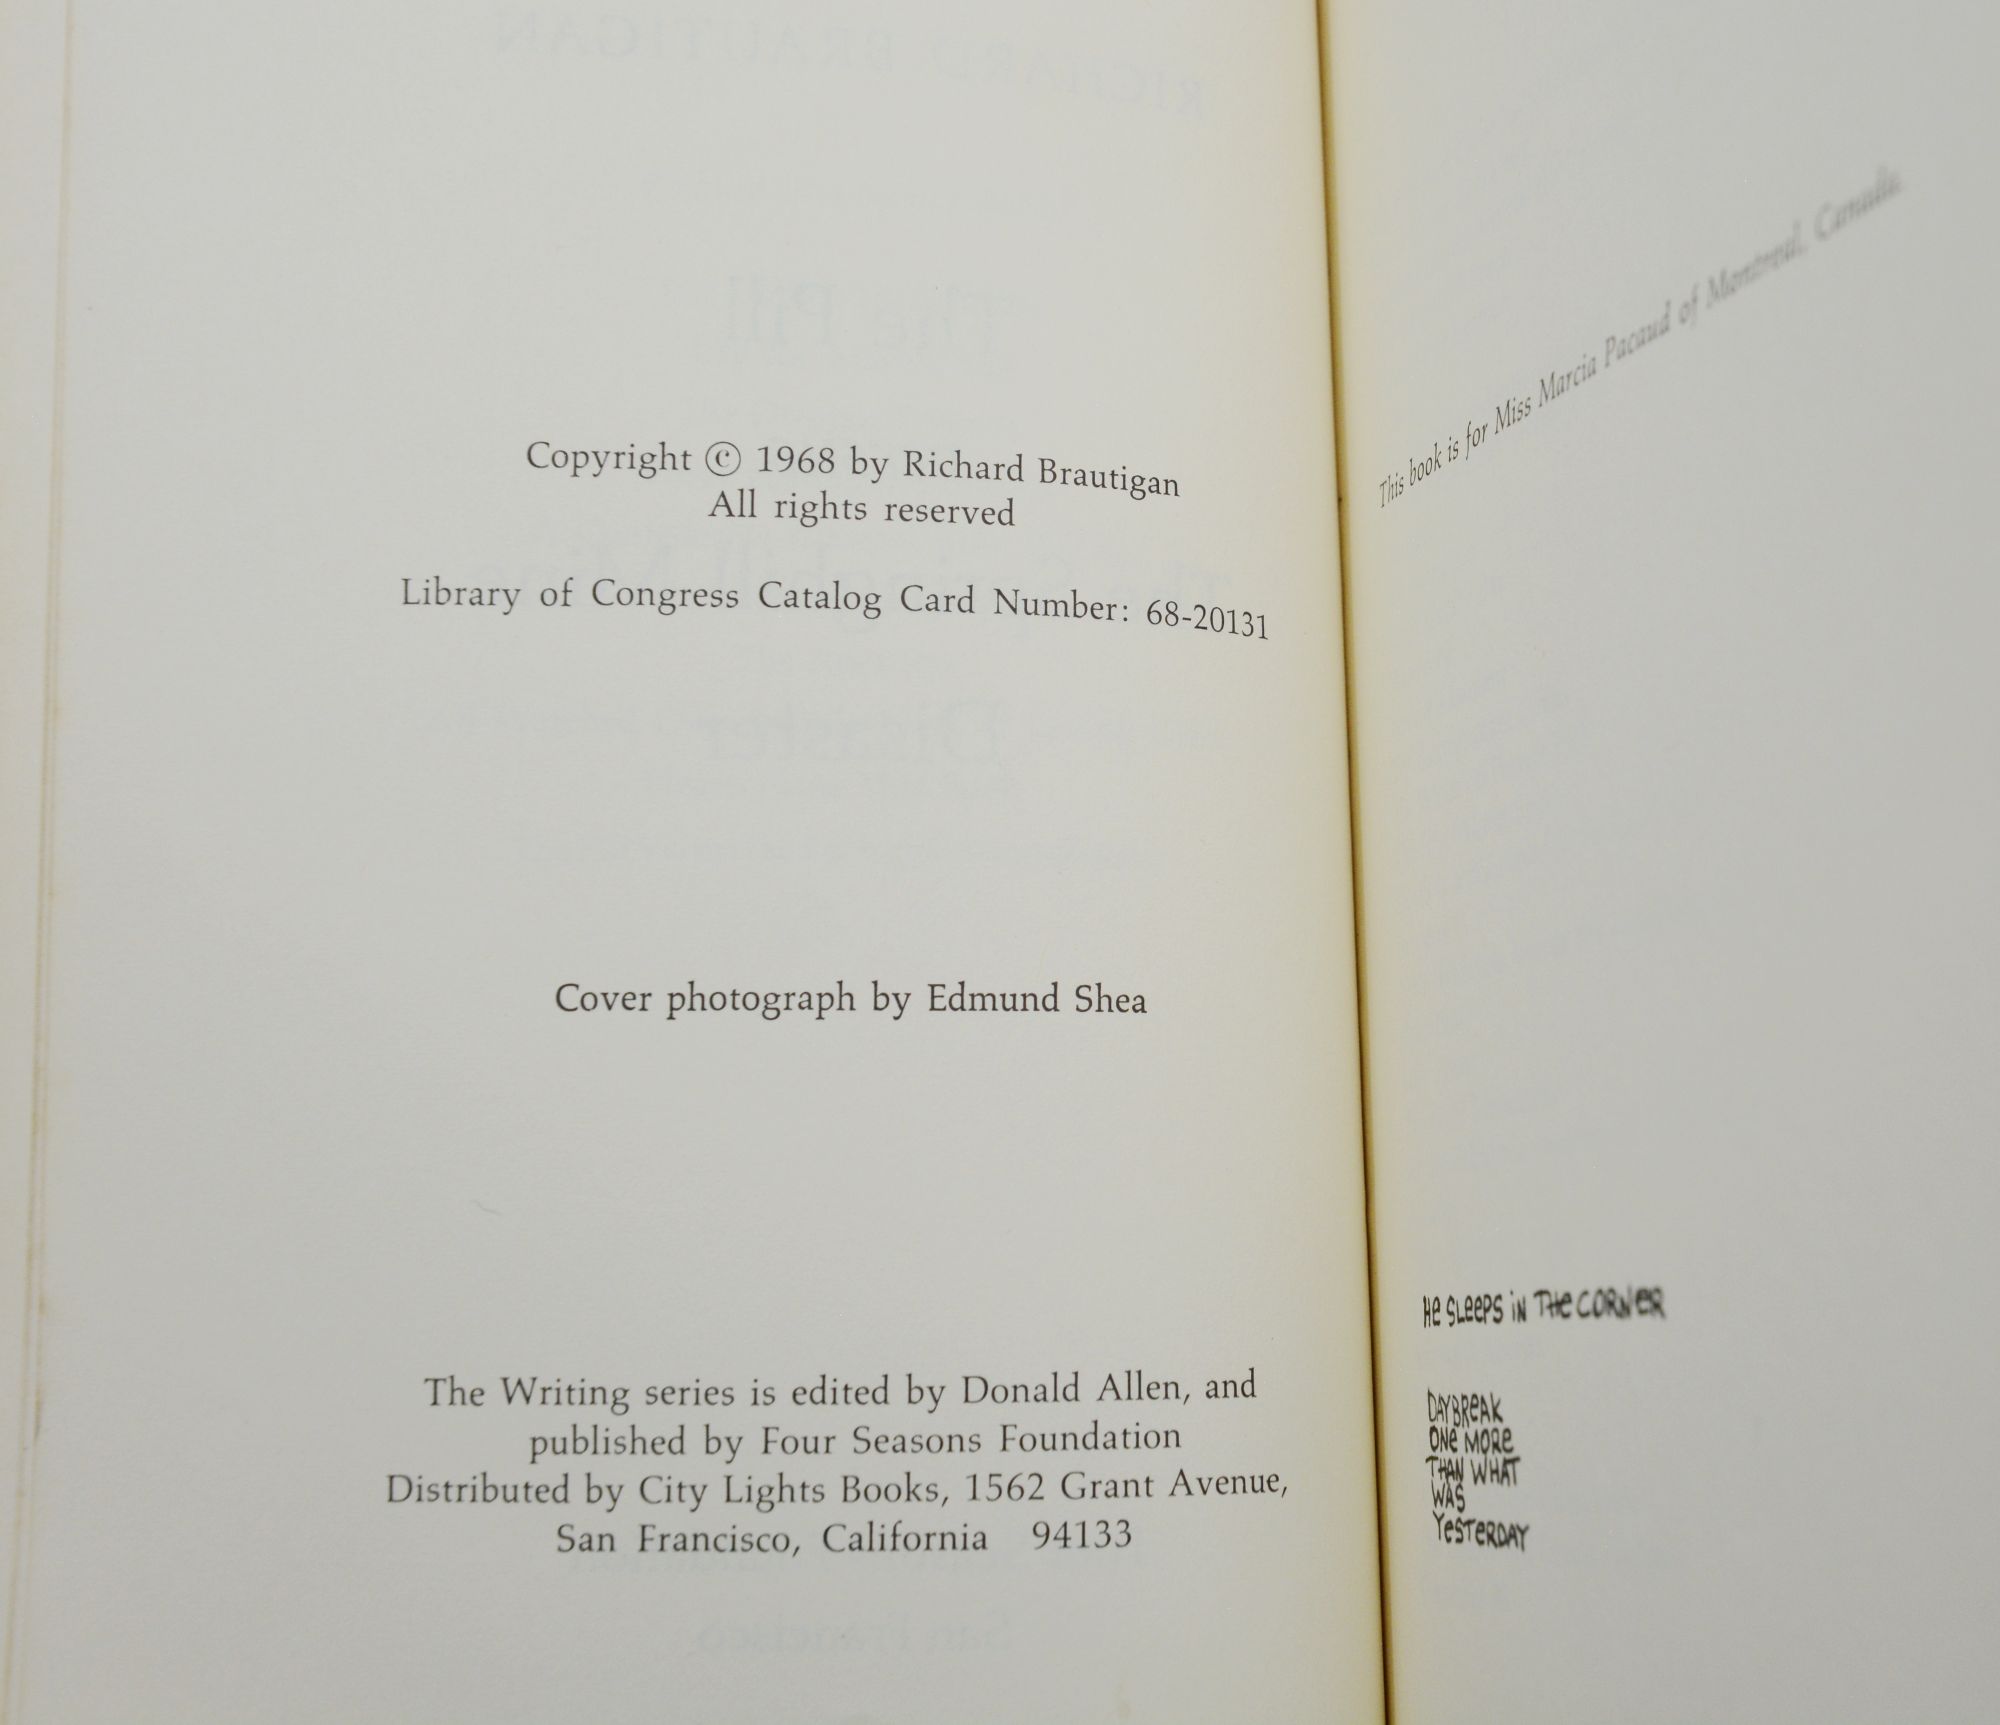 Copyright © 1968 by Richard Brautigan
All rights reserved
Library of Congress Catalog Card Number: 68-20131
Cover photograph by Edmund Shea
The Writing series is edited by Donald Allen, and
published by Four Seasons Foundation
Distributed by City Lights Books, 1562 Grant Avenue,
San Francisco, California 94133
This book is for Miss Marcia Pacaud of Montreal, Canada
He SLeePS iN THe CORNeR
DAYBReAK
ONe MORe
THAN WHAT
WAS
YeSTeRDAY